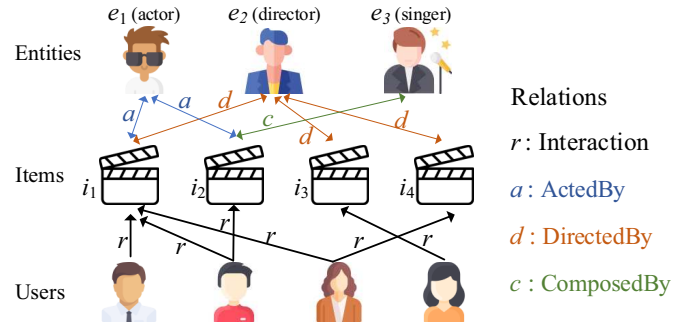 e1 (actor) e2 (director) e3 (singer)
Entities
a a d c d d
Relations
r : Interaction
Items i1 i2 i3 i4
a : ActedBy
r r r r r r
d : DirectedBy
Users
c : ComposedBy